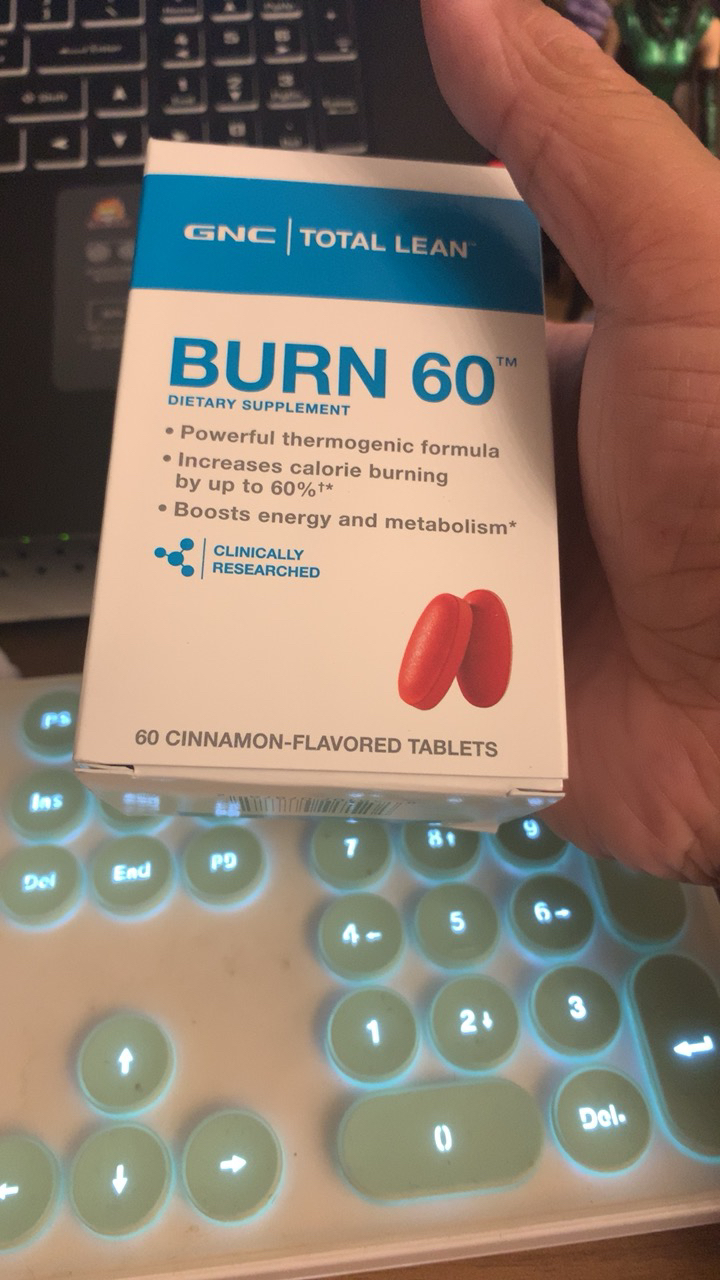 GNC | TOTAL LEAN™
BURN 60™
DIETARY SUPPLEMENT
• Powerful thermogenic formula
• Increases calorie burning
by up to 60%†*
• Boosts energy and metabolism*
CLINICALLY
RESEARCHED
60 CINNAMON-FLAVORED TABLETS
PS
Ins
Del End PD
7 8↑ 9
4← 5 6→
1 2↓ 3
0 Del·
↑
← ↓ →